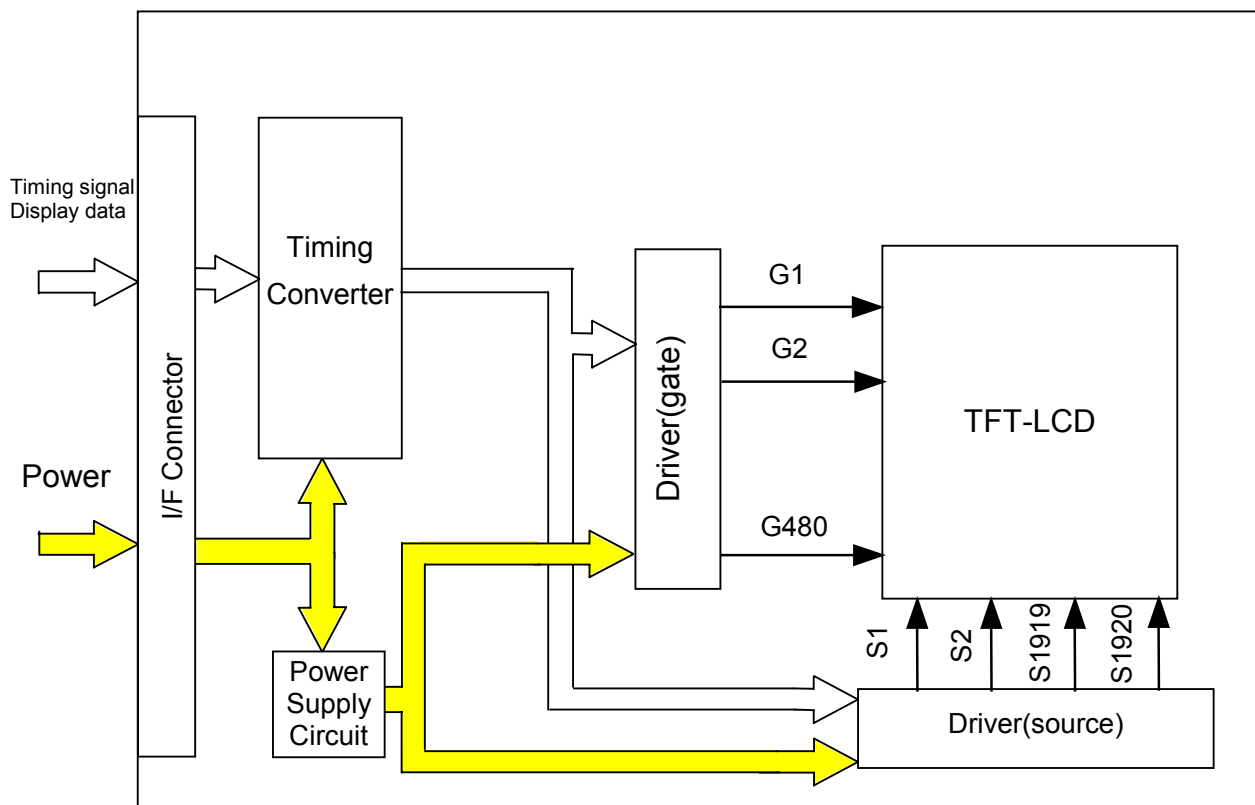 Timing signal
Display data
Power
I/F Connector
Timing
Converter
Power
Supply
Circuit
Driver(gate)
G1
G2
G480
TFT-LCD
S1
S2
S1919
S1920
Driver(source)